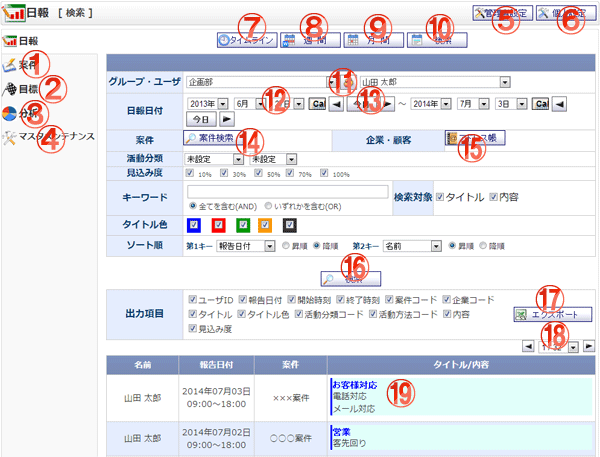 日報 [ 検索 ]
⑤ 管理者設定
⑥ 個人設定
日報
① 案件
② 目標
③ 分析
④ マスタメンテナンス
⑦ タイムライン
⑧ 週 間
⑨ 月 間
⑩ 検索
グループ・ユーザ 企画部 ⑪ 山田 太郎
日報日付 2013年 6月 ⑫ 日 Cal 今日 ⑬ ～ 2014年 7月 3日 Cal
今日
案件 案件検索 ⑭ 企業・顧客 アドレス帳 ⑮
活動分類 未設定 未設定
見込み度 10% 30% 50% 70% 100%
キーワード 検索対象 タイトル 内容
全てを含む(AND) いずれかを含む(OR)
タイトル色
ソート順 第1キー 報告日付 昇順 降順 第2キー 名前 昇順 降順
⑯ 検索
出力項目 ユーザID 報告日付 開始時刻 終了時刻 案件コード 企業コード
タイトル タイトル色 活動分類コード 活動方法コード 内容
見込み度
⑰ エクスポート
⑱
名前 報告日付 案件 タイトル/内容
山田 太郎 2014年07月03日
09:00～18:00 ×××案件 お客様対応
電話対応
メール対応
⑲
山田 太郎 2014年07月02日
09:00～18:00 ○○○案件 営業
客先回り